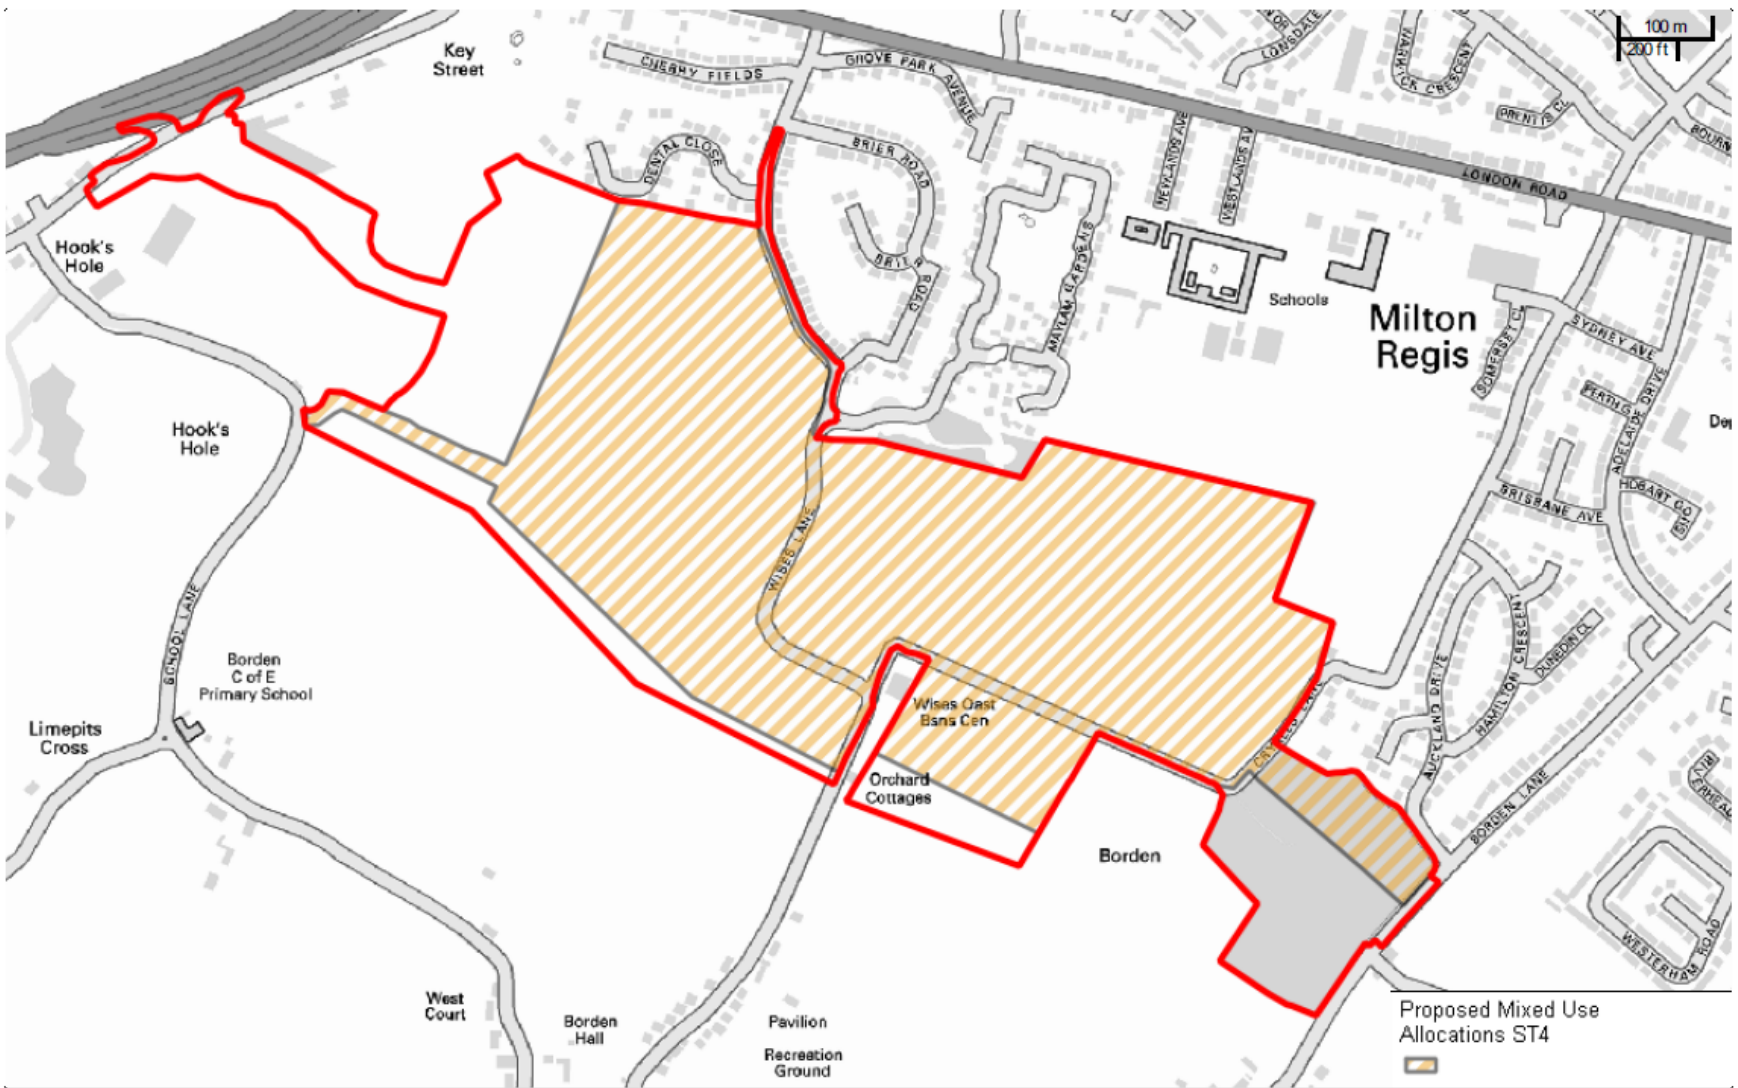 Key
Street
CHERRY FIELDS
GROVE PARK AVENUE
LONSDALE
WARWICK CRESCENT
100 m
200 ft
PRENTIS CL
BOURN
DENTAL CLOSE
BRIER ROAD
NEWLANDS AVE
WESTLANDS AV
LONDON ROAD
Hook's
Hole
BRIER ROAD
MAYLAM GARDENS
Schools
Milton
Regis
SOMERSET CL
SYDNEY AVE
PERTH G
ADELAIDE DRIVE
Hook's
Hole
WISES LANE
BRISBANE AVE
HOBART
GDNS
SCHOOL LANE
Borden
C of E
Primary School
Limepits
Cross
Wises Oast
Bsns Cen
Orchard
Cottages
AUCKLAND DRIVE
HAMILTON CRESCENT
DUNEDIN CL
BORDEN LANE
Borden
WESTERHAM ROAD
West
Court
Borden
Hall
Pavilion
Recreation
Ground
Proposed Mixed Use
Allocations ST4